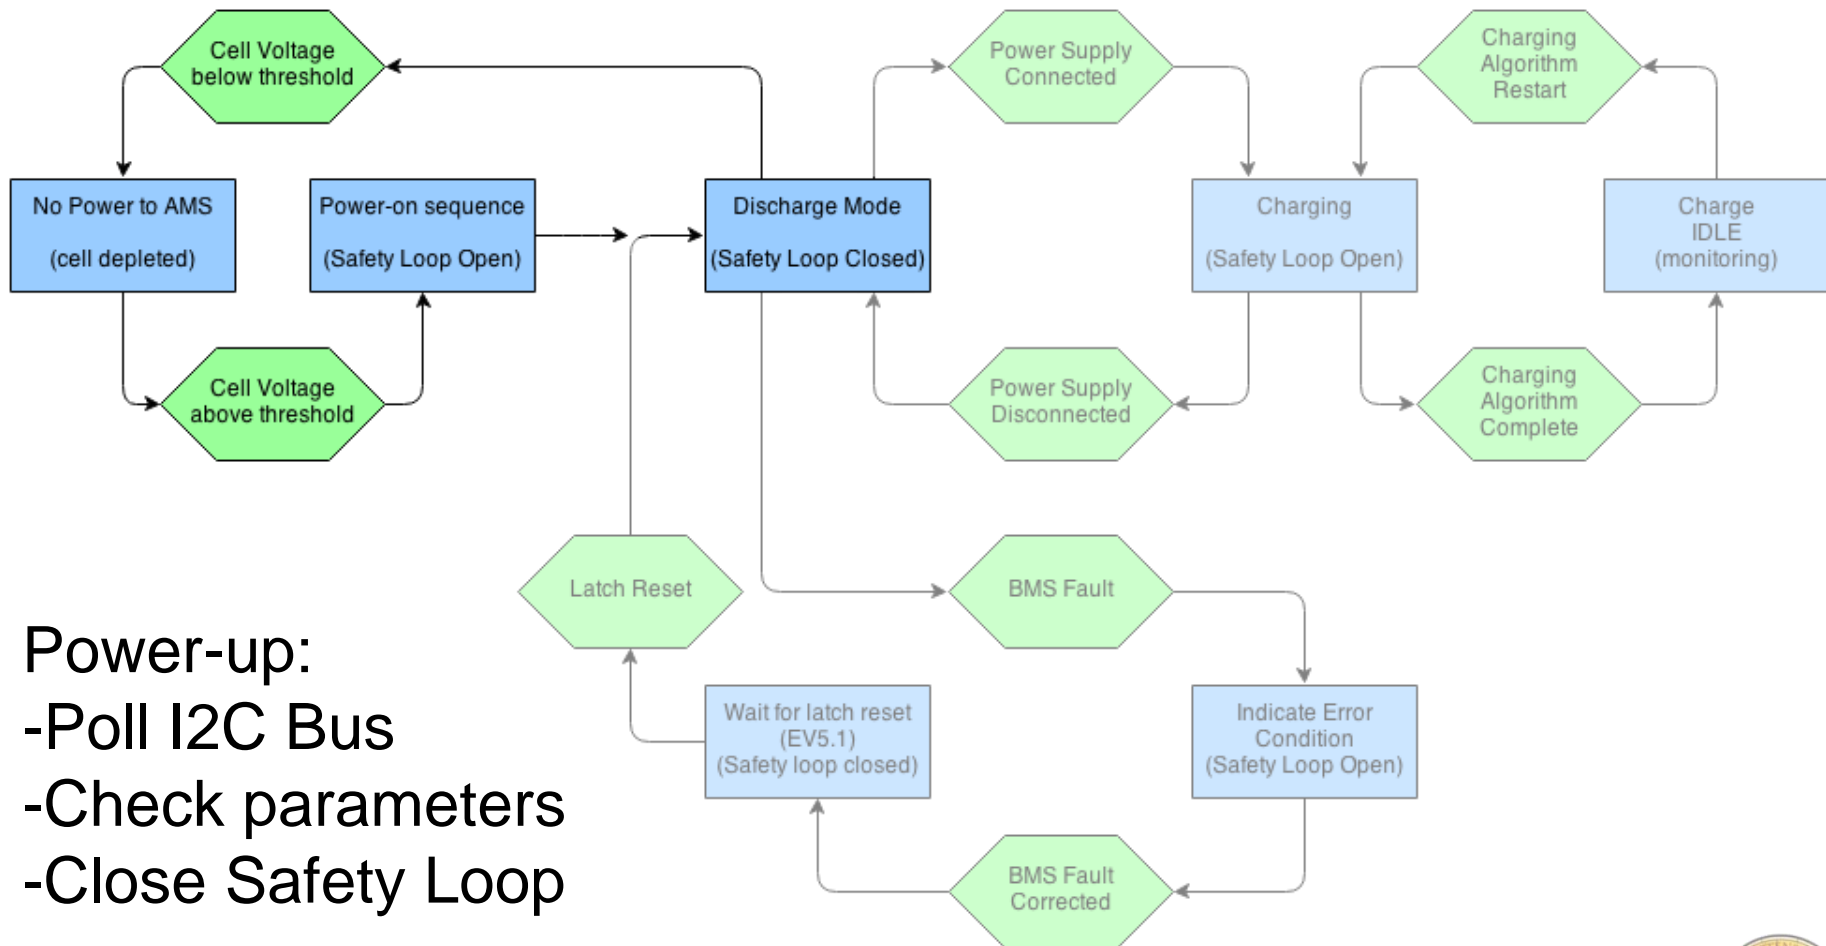 Cell Voltage
below threshold
Power Supply
Connected
Charging
Algorithm
Restart
No Power to AMS
(cell depleted)
Power-on sequence
(Safety Loop Open)
Discharge Mode
(Safety Loop Closed)
Charging
(Safety Loop Open)
Charge
IDLE
(monitoring)
Cell Voltage
above threshold
Power Supply
Disconnected
Charging
Algorithm
Complete
Latch Reset
BMS Fault
Wait for latch reset
(EV5.1)
(Safety loop closed)
Indicate Error
Condition
(Safety Loop Open)
BMS Fault
Corrected
Power-up:
-Poll I2C Bus
-Check parameters
-Close Safety Loop